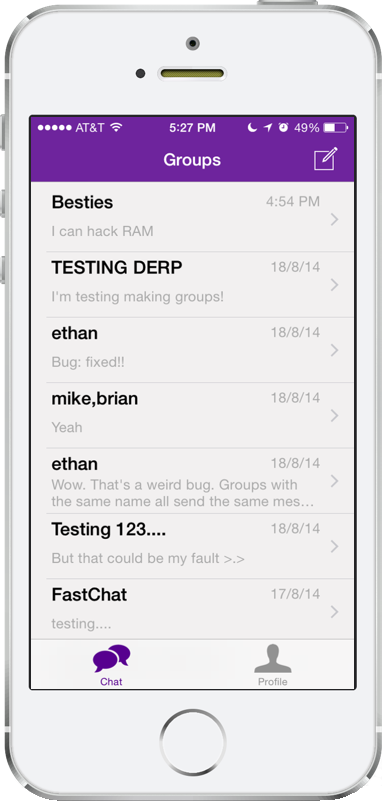 AT&T 5:27 PM 49%
Groups
Besties 4:54 PM
I can hack RAM
TESTING DERP 18/8/14
I'm testing making groups!
ethan 18/8/14
Bug: fixed!!
mike,brian 18/8/14
Yeah
ethan 18/8/14
Wow. That's a weird bug. Groups with
the same name all send the same mes…
Testing 123.... 18/8/14
But that could be my fault >.>
FastChat 17/8/14
testing....
Chat Profile